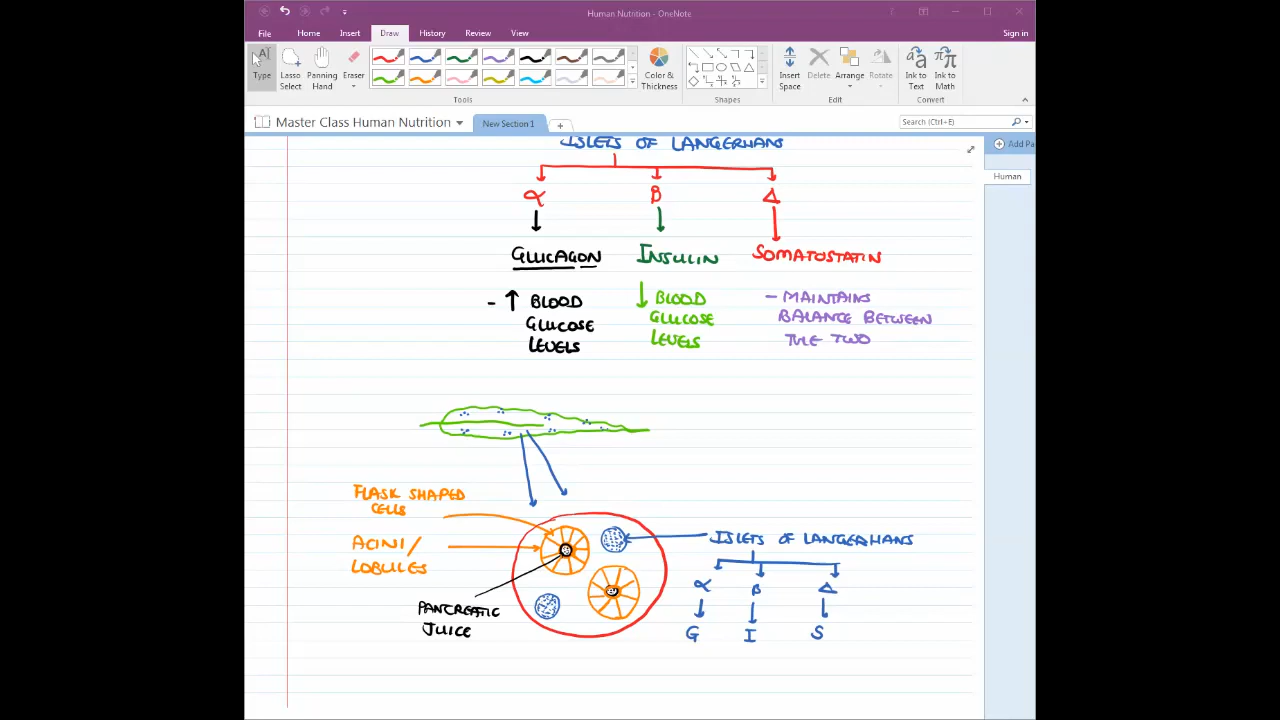 Human Nutrition - OneNote
File Home Insert Draw History Review View Sign in
Type
Lasso Select
Panning Hand
Eraser
Color & Thickness
Insert Space
Delete
Arrange
Rotate
Ink to Text
Ink to Math
Tools Shapes Edit Convert
Master Class Human Nutrition New Section 1 Search (Ctrl+E)
Add Pa
Human
ISLETS OF LANGERHANS
α β Δ
GLUCAGON INSULIN SOMATOSTATIN
- ↑ BLOOD
GLUCOSE
LEVELS
↓ BLOOD
GLUCOSE
LEVELS
- MAINTAINS
BALANCE BETWEEN
THE TWO
FLASK SHAPED
CELLS
ACINI/
LOBULES
PANCREATIC
JUICE
ISLETS OF LANGERHANS
α β Δ
G I S